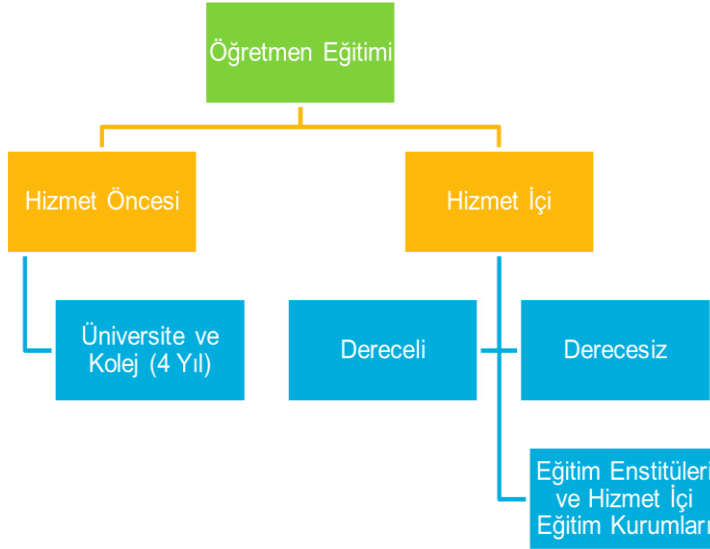 Öğretmen Eğitimi
Hizmet Öncesi
Hizmet İçi
Üniversite ve
Kolej (4 Yıl)
Dereceli
Derecesiz
Eğitim Enstitüleri
ve Hizmet İçi
Eğitim Kurumları